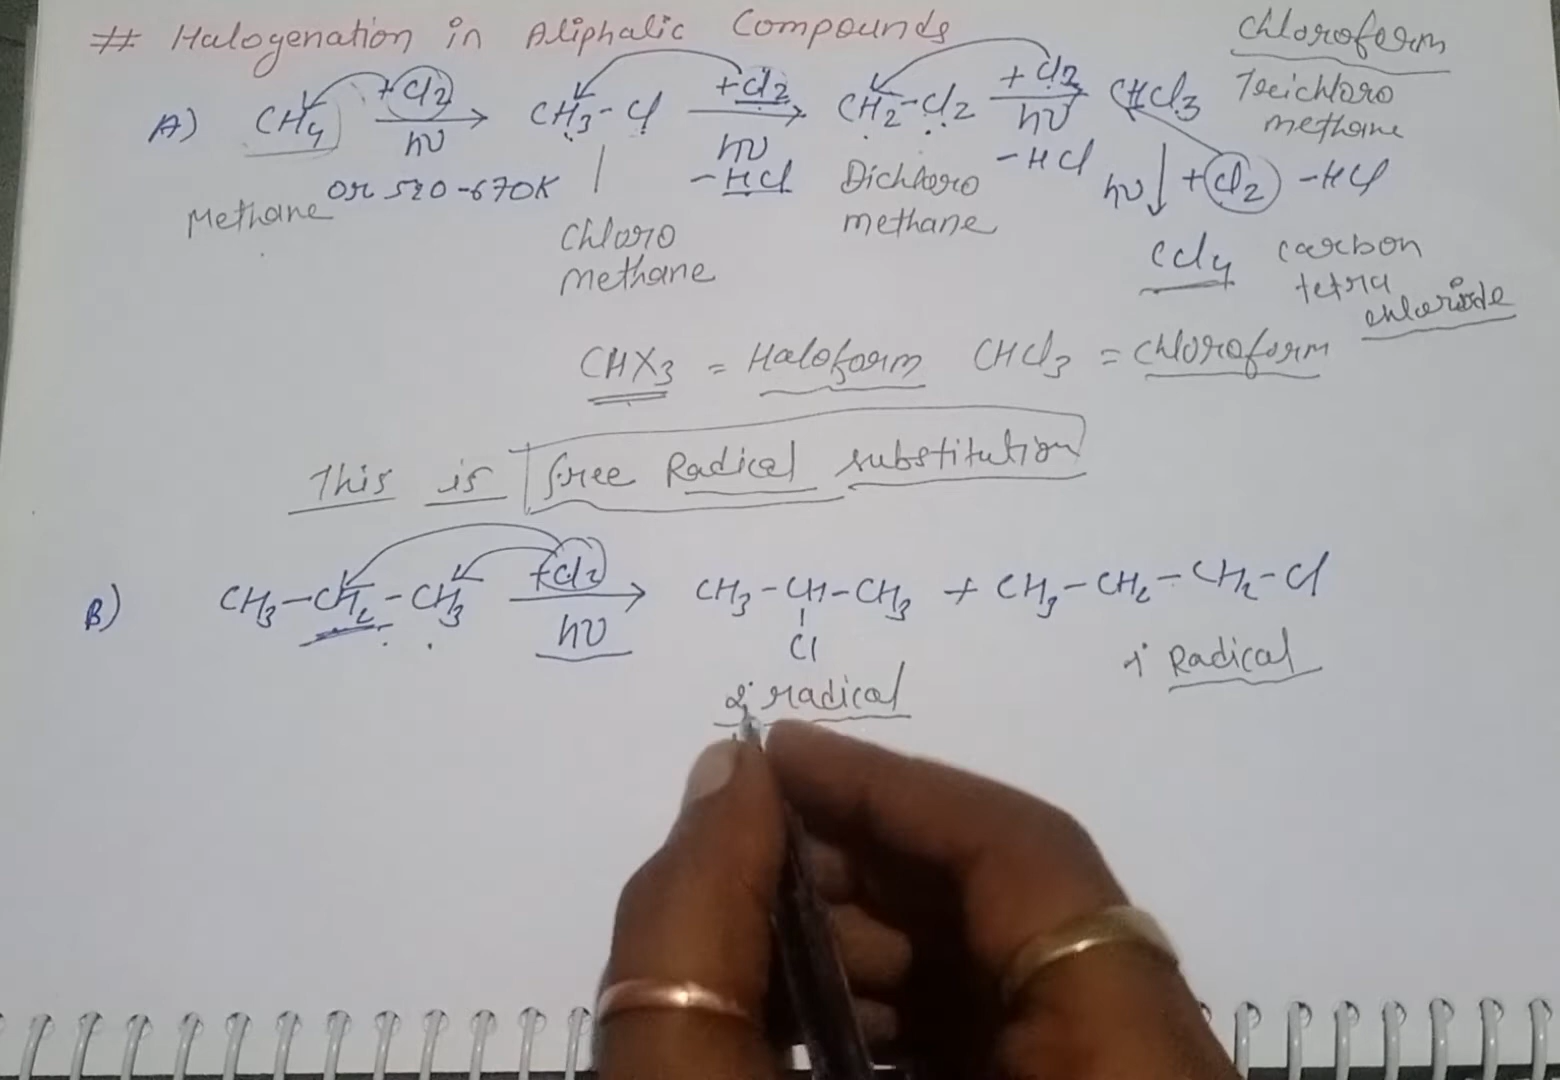 # Halogenation in Aliphalic Compounds
A) CH4 +Cl2 hν or 520-670K CH3-Cl +Cl2 hν -HCl CH2-Cl2 +Cl2 hν -HCl CHCl3
Methane
Chloro
methane
Dichloro
methane
Chloroform
Trichloro
methane
hν +Cl2 -HCl
CCl4 carbon
tetra
chloride
CHX3 = Haloform CHCl3 = chloroform
This is free Radical substitution
B) CH3-CH2-CH3 +Cl2 hν CH3-CH-CH3 + CH3-CH2-CH2-Cl
Cl
2° radical
1° Radical